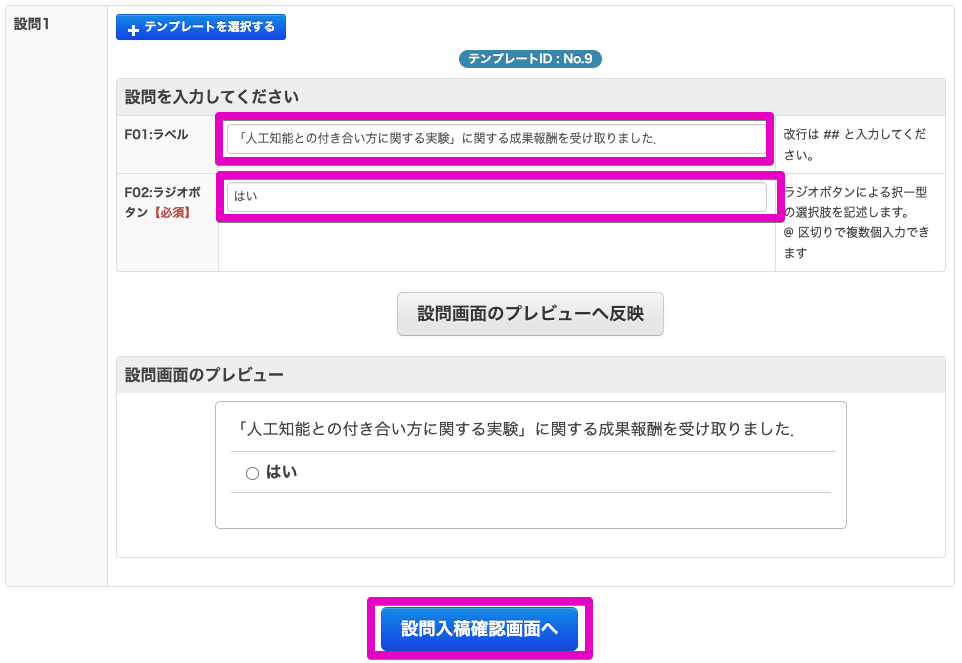 設問1
テンプレートを選択する
テンプレートID : No.9
設問を入力してください
F01:ラベル
「人工知能との付き合い方に関する実験」に関する成果報酬を受け取りました.
改行は ## と入力してくだ
さい。
F02:ラジオボ
タン【必須】
はい
ラジオボタンによる択一型
の選択肢を記述します。
@ 区切りで複数個入力でき
ます
設問画面のプレビューへ反映
設問画面のプレビュー
「人工知能との付き合い方に関する実験」に関する成果報酬を受け取りました.
はい
設問入稿確認画面へ